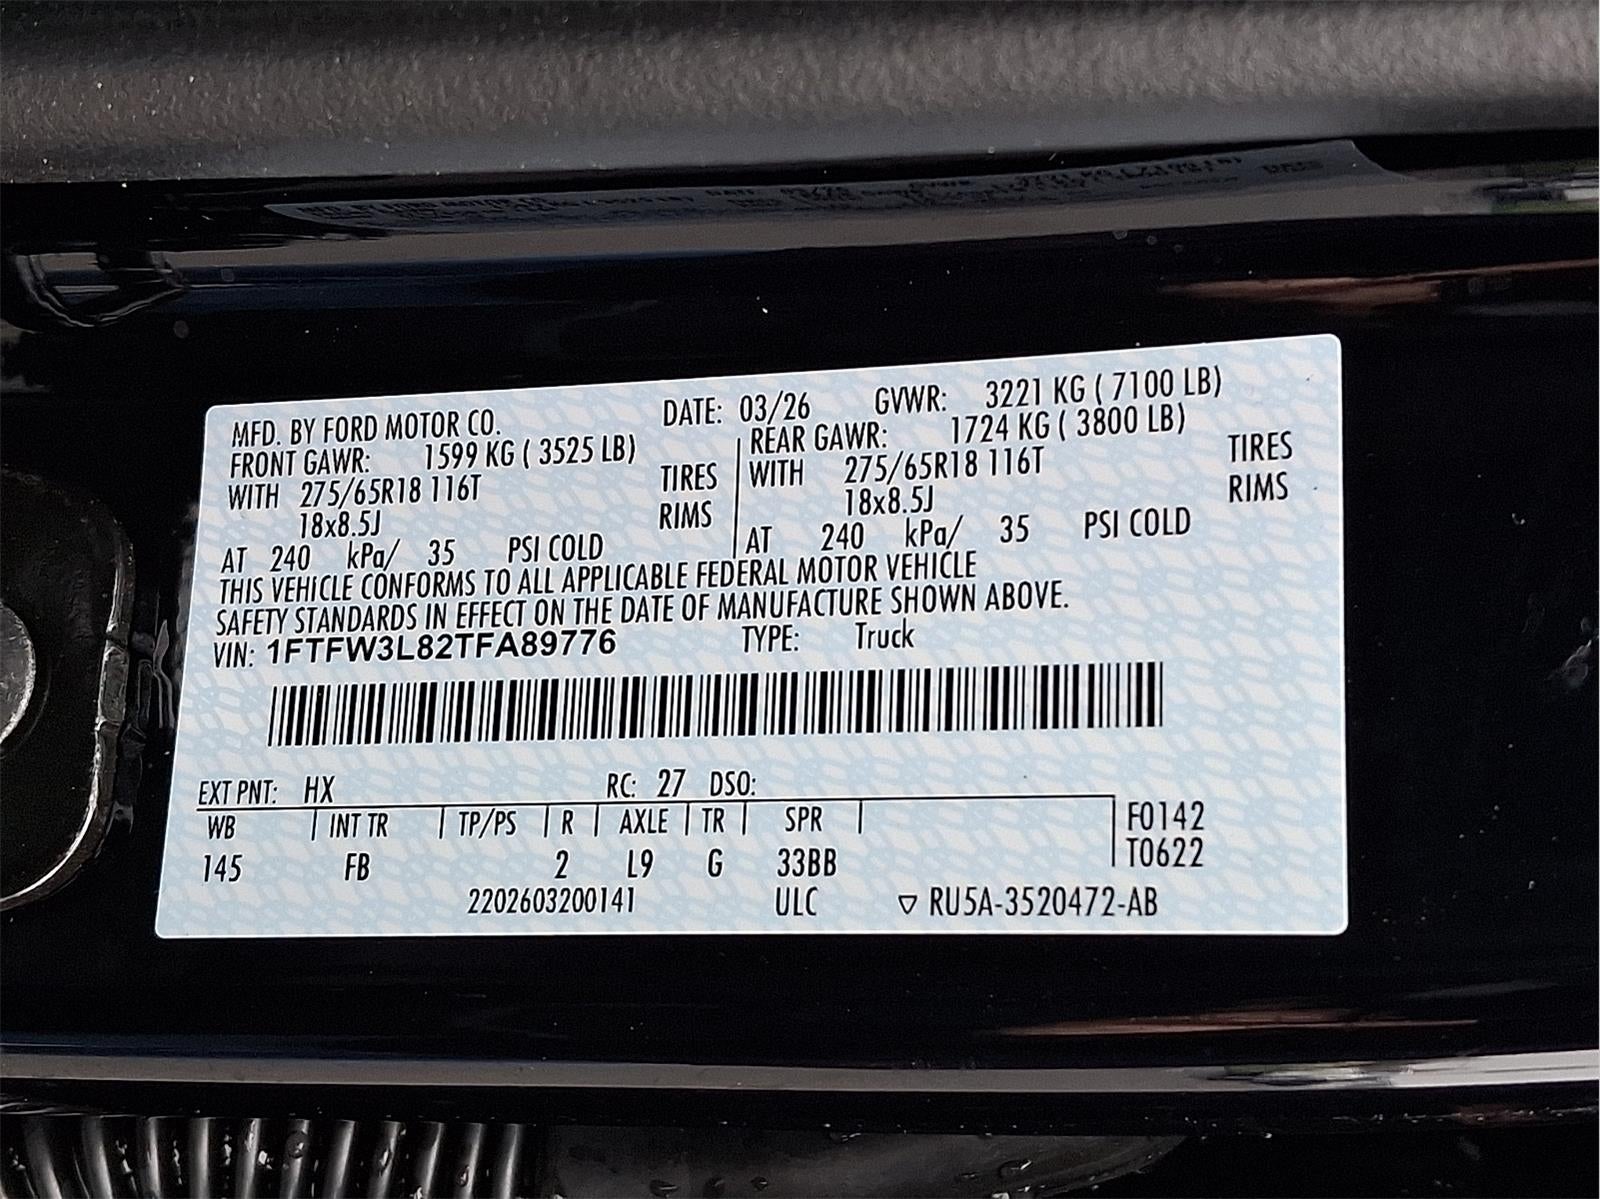 MFD. BY FORD MOTOR CO. DATE: 03/26 GVWR: 3221 KG ( 7100 LB)
FRONT GAWR: 1599 KG ( 3525 LB) REAR GAWR: 1724 KG ( 3800 LB)
WITH 275/65R18 116T TIRES WITH 275/65R18 116T TIRES
18x8.5J RIMS 18x8.5J RIMS
AT 240 kPa/ 35 PSI COLD AT 240 kPa/ 35 PSI COLD
THIS VEHICLE CONFORMS TO ALL APPLICABLE FEDERAL MOTOR VEHICLE
SAFETY STANDARDS IN EFFECT ON THE DATE OF MANUFACTURE SHOWN ABOVE.
VIN: 1FTFW3L82TFA89776 TYPE: Truck
EXT PNT: HX RC: 27 DSO:
WB INT TR TP/PS R AXLE TR SPR F0142
145 FB 2 L9 G 33BB T0622
2202603200141 ULC ▽ RU5A-3520472-AB